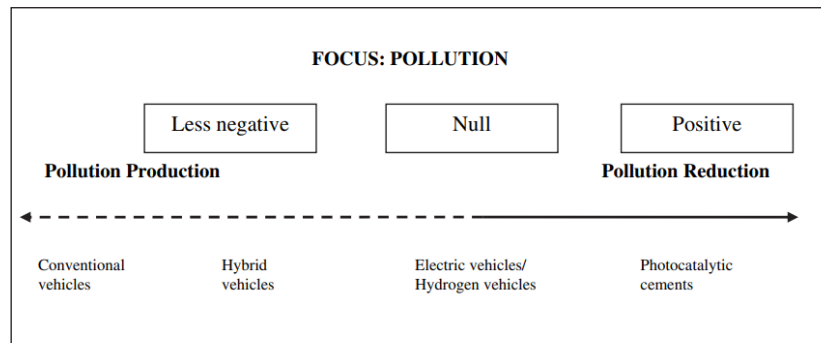 FOCUS: POLLUTION
Less negative
Null
Positive
Pollution Production
Pollution Reduction
Conventional
vehicles
Hybrid
vehicles
Electric vehicles/
Hydrogen vehicles
Photocatalytic
cements